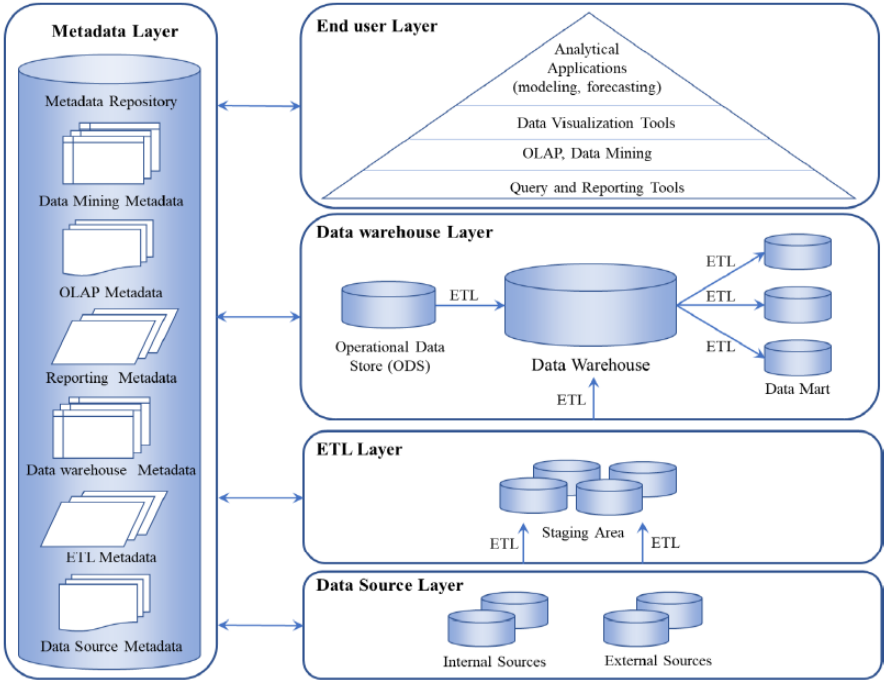 Metadata Layer
Metadata Repository
Data Mining Metadata
OLAP Metadata
Reporting Metadata
Data warehouse Metadata
ETL Metadata
Data Source Metadata
End user Layer
Analytical
Applications
(modeling, forecasting)
Data Visualization Tools
OLAP, Data Mining
Query and Reporting Tools
Data warehouse Layer
ETL
Operational Data
Store (ODS)
Data Warehouse
ETL
ETL
ETL
Data Mart
ETL
ETL Layer
Staging Area
ETL
ETL
Data Source Layer
Internal Sources
External Sources